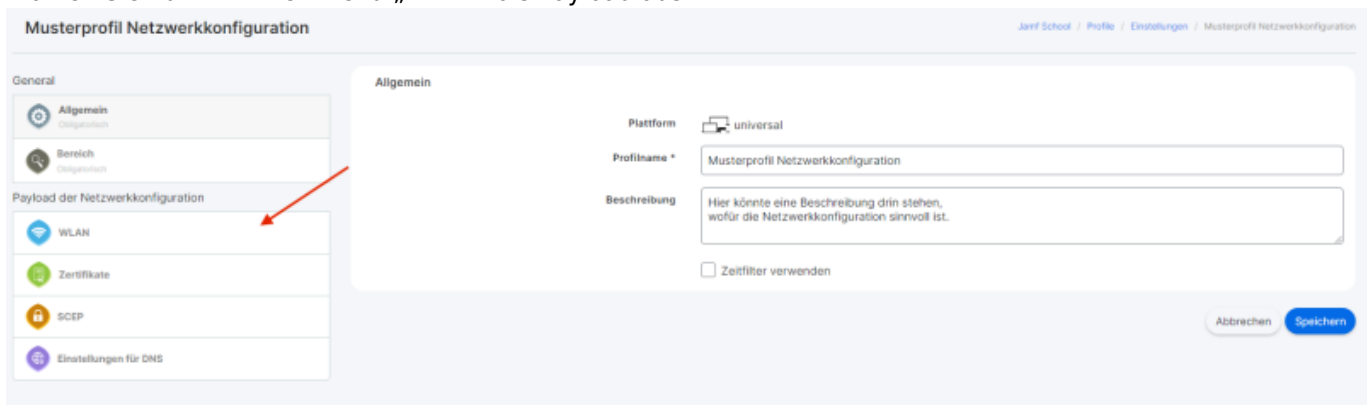 Musterprofil Netzwerkkonfiguration
Jamf School / Profile / Einstellungen / Musterprofil Netzwerkkonfiguration
General
Allgemein
Obligatorisch
Bereich
Obligatorisch
Payload der Netzwerkkonfiguration
WLAN
Zertifikate
SCEP
Einstellungen für DNS
Allgemein
Plattform universal
Profilname * Musterprofil Netzwerkkonfiguration
Beschreibung Hier könnte eine Beschreibung drin stehen,
wofür die Netzwerkkonfiguration sinnvoll ist.
Zeitfilter verwenden
Abbrechen Speichern